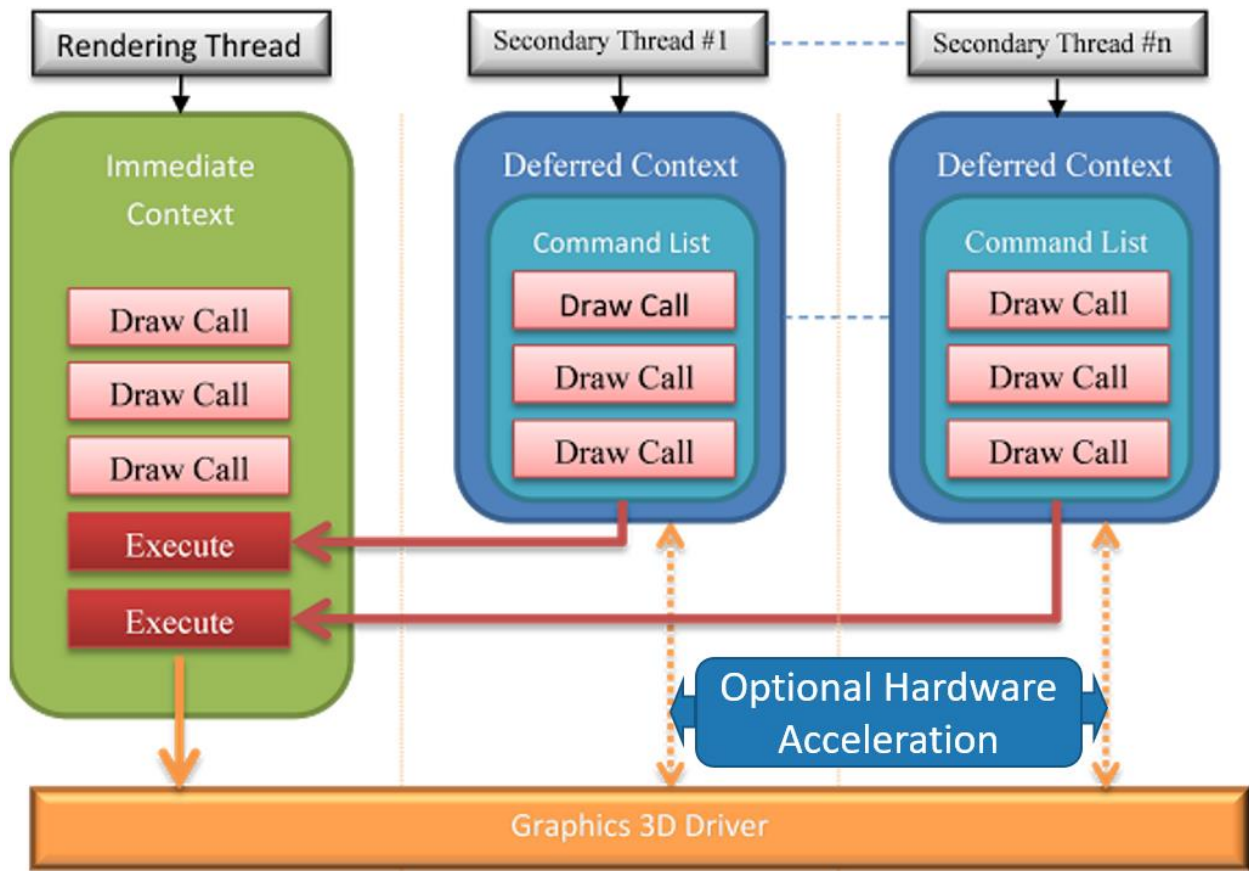 Rendering Thread
Secondary Thread #1
Secondary Thread #n
Immediate
Context
Draw Call
Draw Call
Draw Call
Execute
Execute
Deferred Context
Command List
Draw Call
Draw Call
Draw Call
Deferred Context
Command List
Draw Call
Draw Call
Draw Call
Optional Hardware
Acceleration
Graphics 3D Driver